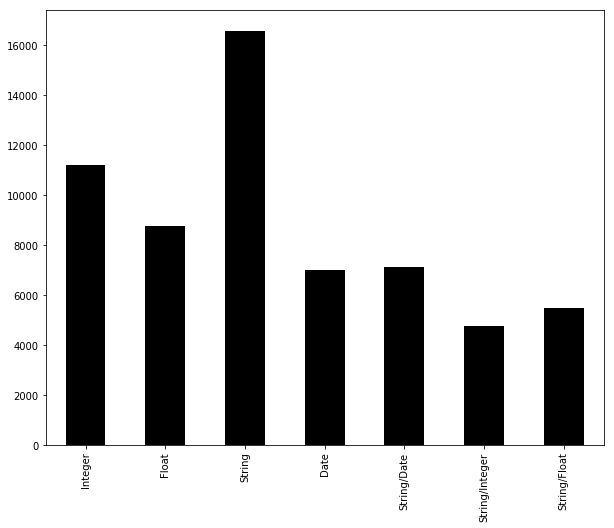 16000
14000
12000
10000
8000
6000
4000
2000
0
Integer
Float
String
Date
String/Date
String/Integer
String/Float